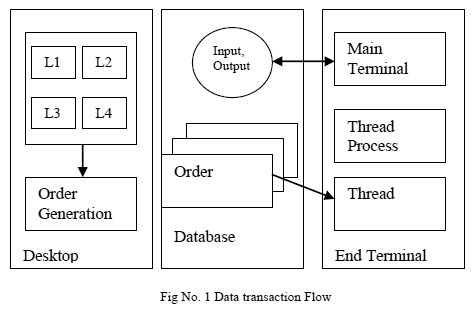 L1 L2
L3 L4
Order
Generation
Desktop
Input,
Output
Order
Database
Main
Terminal
Thread
Process
Thread
End Terminal
Fig No. 1 Data transaction Flow